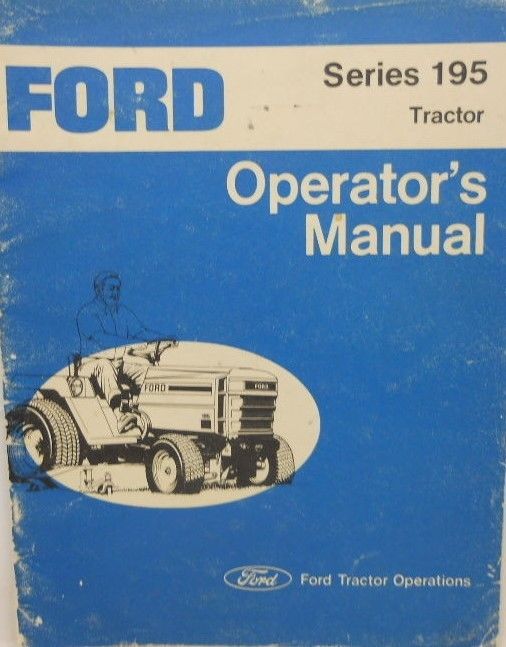 FORD
Series 195
Tractor
Operator's
Manual
FORD
FORD
Ford
Ford Tractor Operations